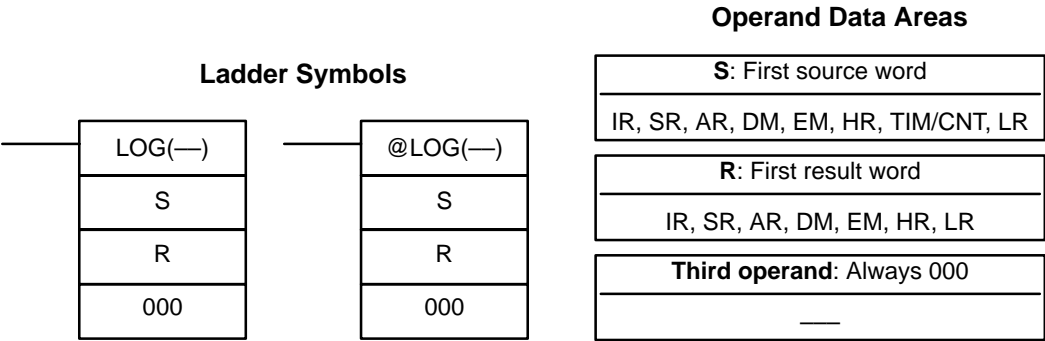 Ladder Symbols
LOG(––)
S
R
000
@LOG(––)
S
R
000
Operand Data Areas
S: First source word
IR, SR, AR, DM, EM, HR, TIM/CNT, LR
R: First result word
IR, SR, AR, DM, EM, HR, LR
Third operand: Always 000
–––